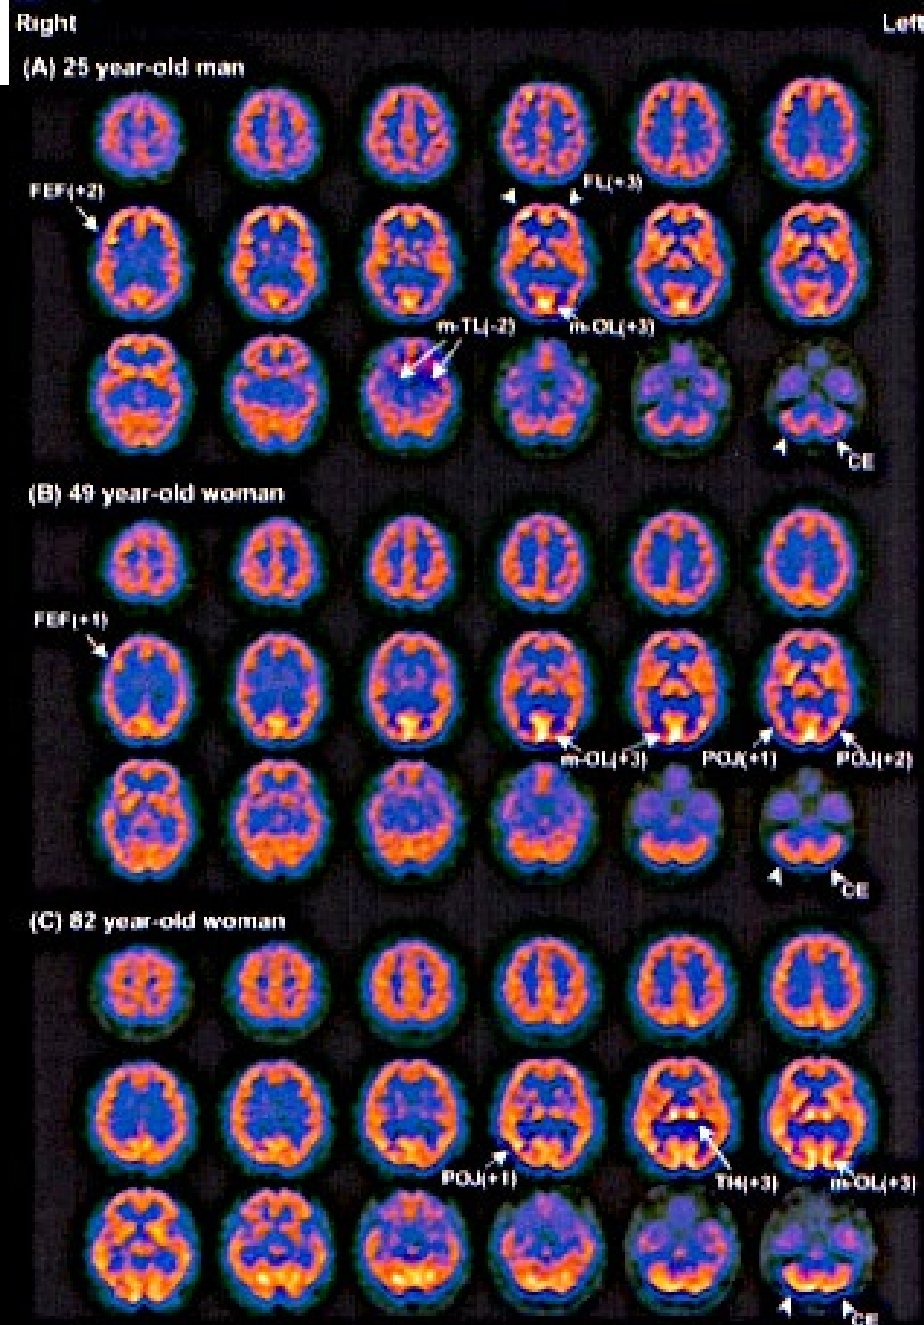 Right
Left
(A) 25 year-old man
FEF(+2)
FL(+3)
m-TL(-2)
m-OL(+3)
CE
(B) 49 year-old woman
FEF(+1)
m-OL(+3)
POJ(+1)
POJ(+2)
CE
(C) 82 year-old woman
POJ(+1)
TH(+3)
m-OL(+3)
CE